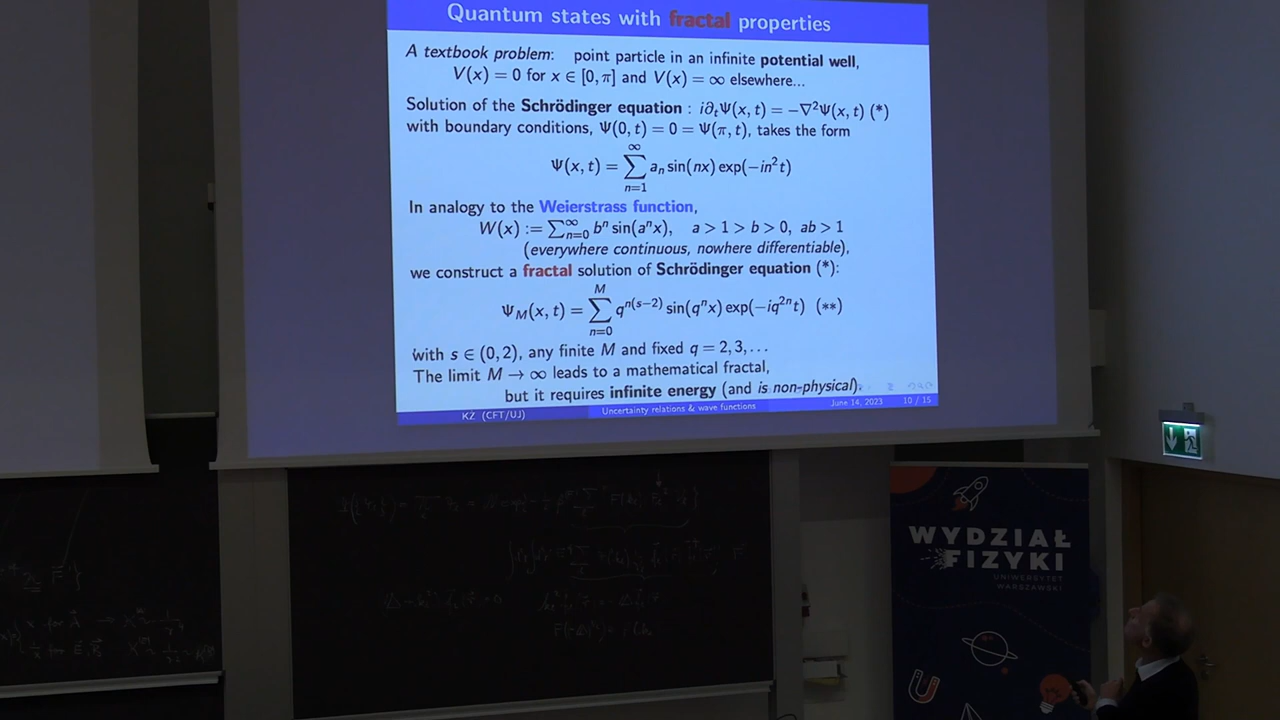 Quantum states with fractal properties
A textbook problem: point particle in an infinite potential well,
V(x) = 0 for x ∈ [0, π] and V(x) = ∞ elsewhere...
Solution of the Schrödinger equation : i∂ₜΨ(x, t) = −∇²Ψ(x, t) (*)
with boundary conditions, Ψ(0, t) = 0 = Ψ(π, t), takes the form
Ψ(x, t) = ∑_{n=1}^{∞} aₙ sin(nx) exp(−in²t)
In analogy to the Weierstrass function,
W(x) := ∑_{n=0}^{∞} bⁿ sin(aⁿx), a > 1 > b > 0, ab > 1
(everywhere continuous, nowhere differentiable),
we construct a fractal solution of Schrödinger equation (*):
Ψ_M(x, t) = ∑_{n=0}^{M} q^{n(s−2)} sin(qⁿx) exp(−iq^{2n}t) (**)
with s ∈ (0, 2), any finite M and fixed q = 2, 3, . . .
The limit M → ∞ leads to a mathematical fractal,
but it requires infinite energy (and is non-physical).
KŻ (CFT/UJ) Uncertainty relations & wave functions June 14, 2023 10 / 15
WYDZIAŁ
FIZYKI
UNIWERSYTET
WARSZAWSKI